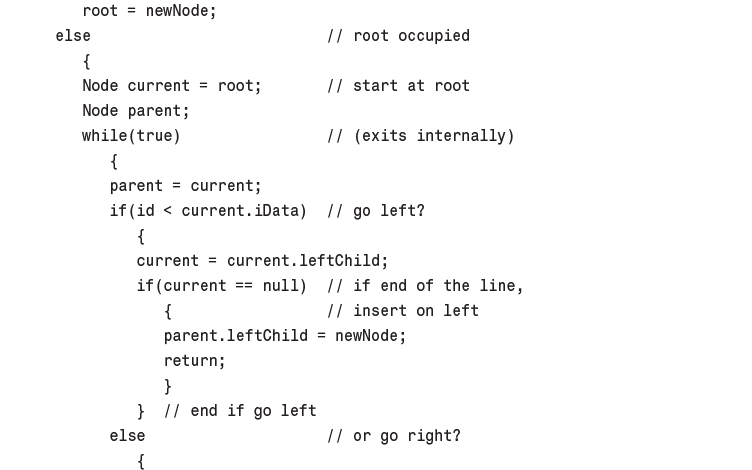 root = newNode;
else // root occupied
{
Node current = root; // start at root
Node parent;
while(true) // (exits internally)
{
parent = current;
if(id < current.iData) // go left?
{
current = current.leftChild;
if(current == null) // if end of the line,
{ // insert on left
parent.leftChild = newNode;
return;
}
} // end if go left
else // or go right?
{